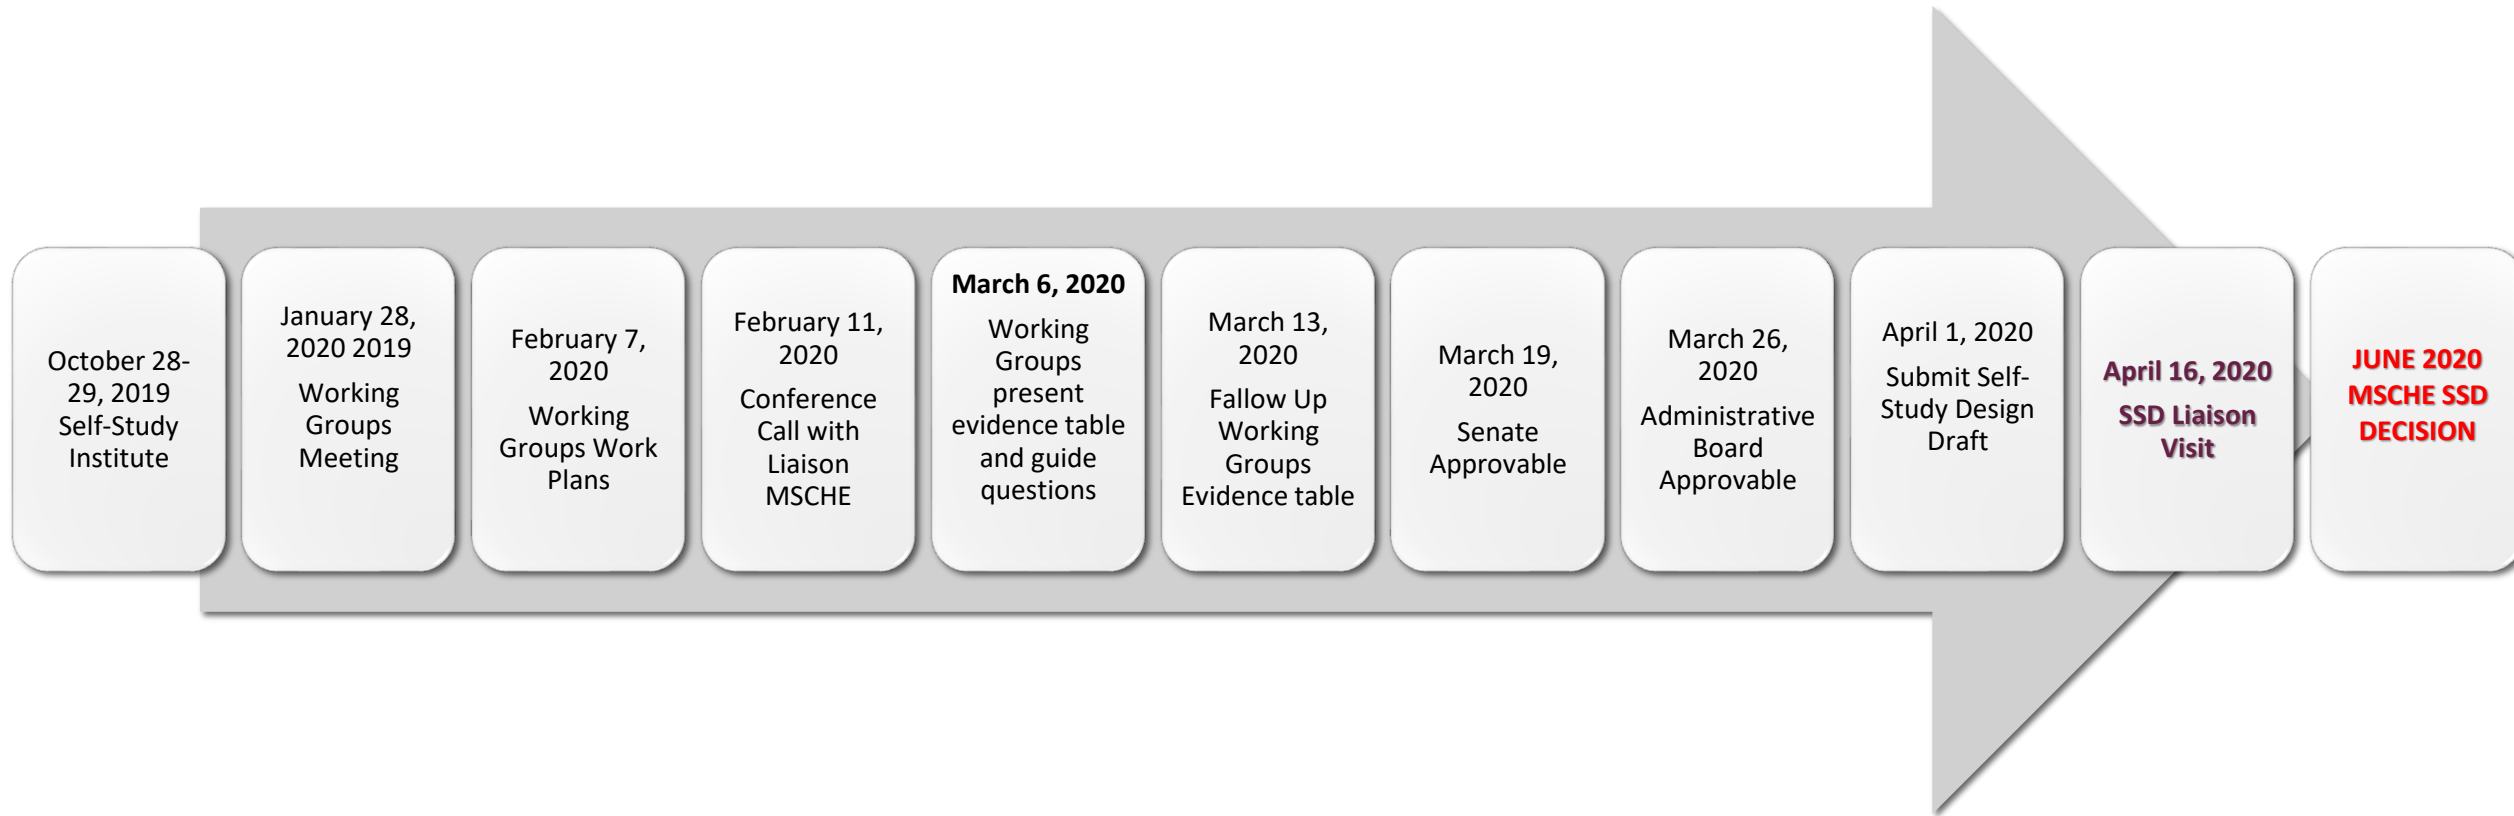 October 28-
29, 2019
Self-Study
Institute
January 28,
2020 2019
Working
Groups
Meeting
February 7,
2020
Working
Groups Work
Plans
February 11,
2020
Conference
Call with
Liaison
MSCHE
March 6, 2020
Working
Groups
present
evidence table
and guide
questions
March 13,
2020
Fallow Up
Working
Groups
Evidence table
March 19,
2020
Senate
Approvable
March 26,
2020
Administrative
Board
Approvable
April 1, 2020
Submit Self-
Study Design
Draft
April 16, 2020
SSD Liaison
Visit
JUNE 2020
MSCHE SSD
DECISION